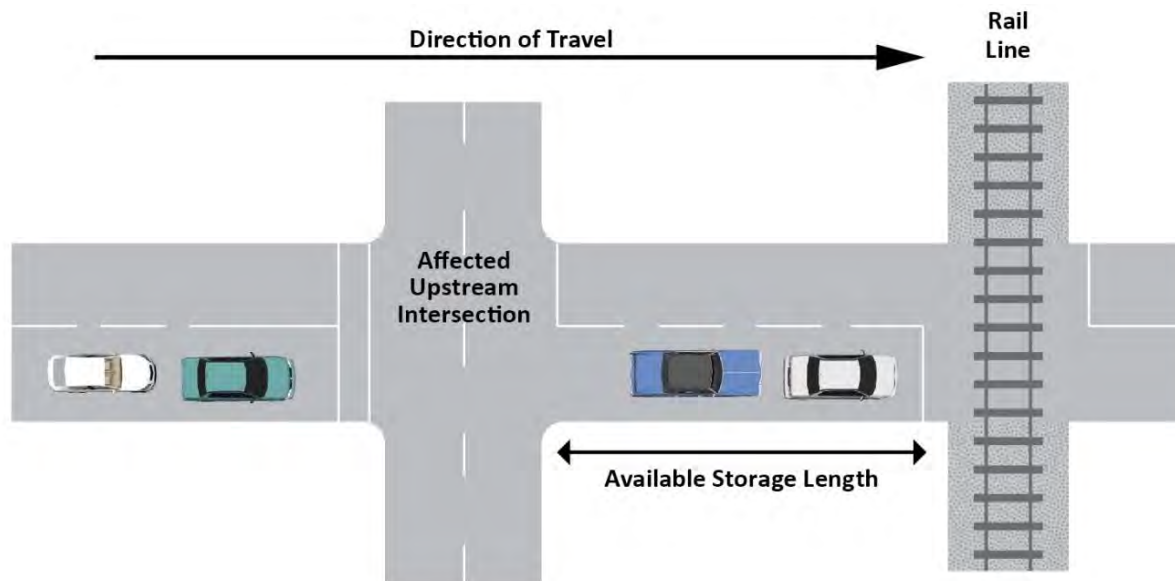 Direction of Travel
Rail
Line
Affected
Upstream
Intersection
Available Storage Length